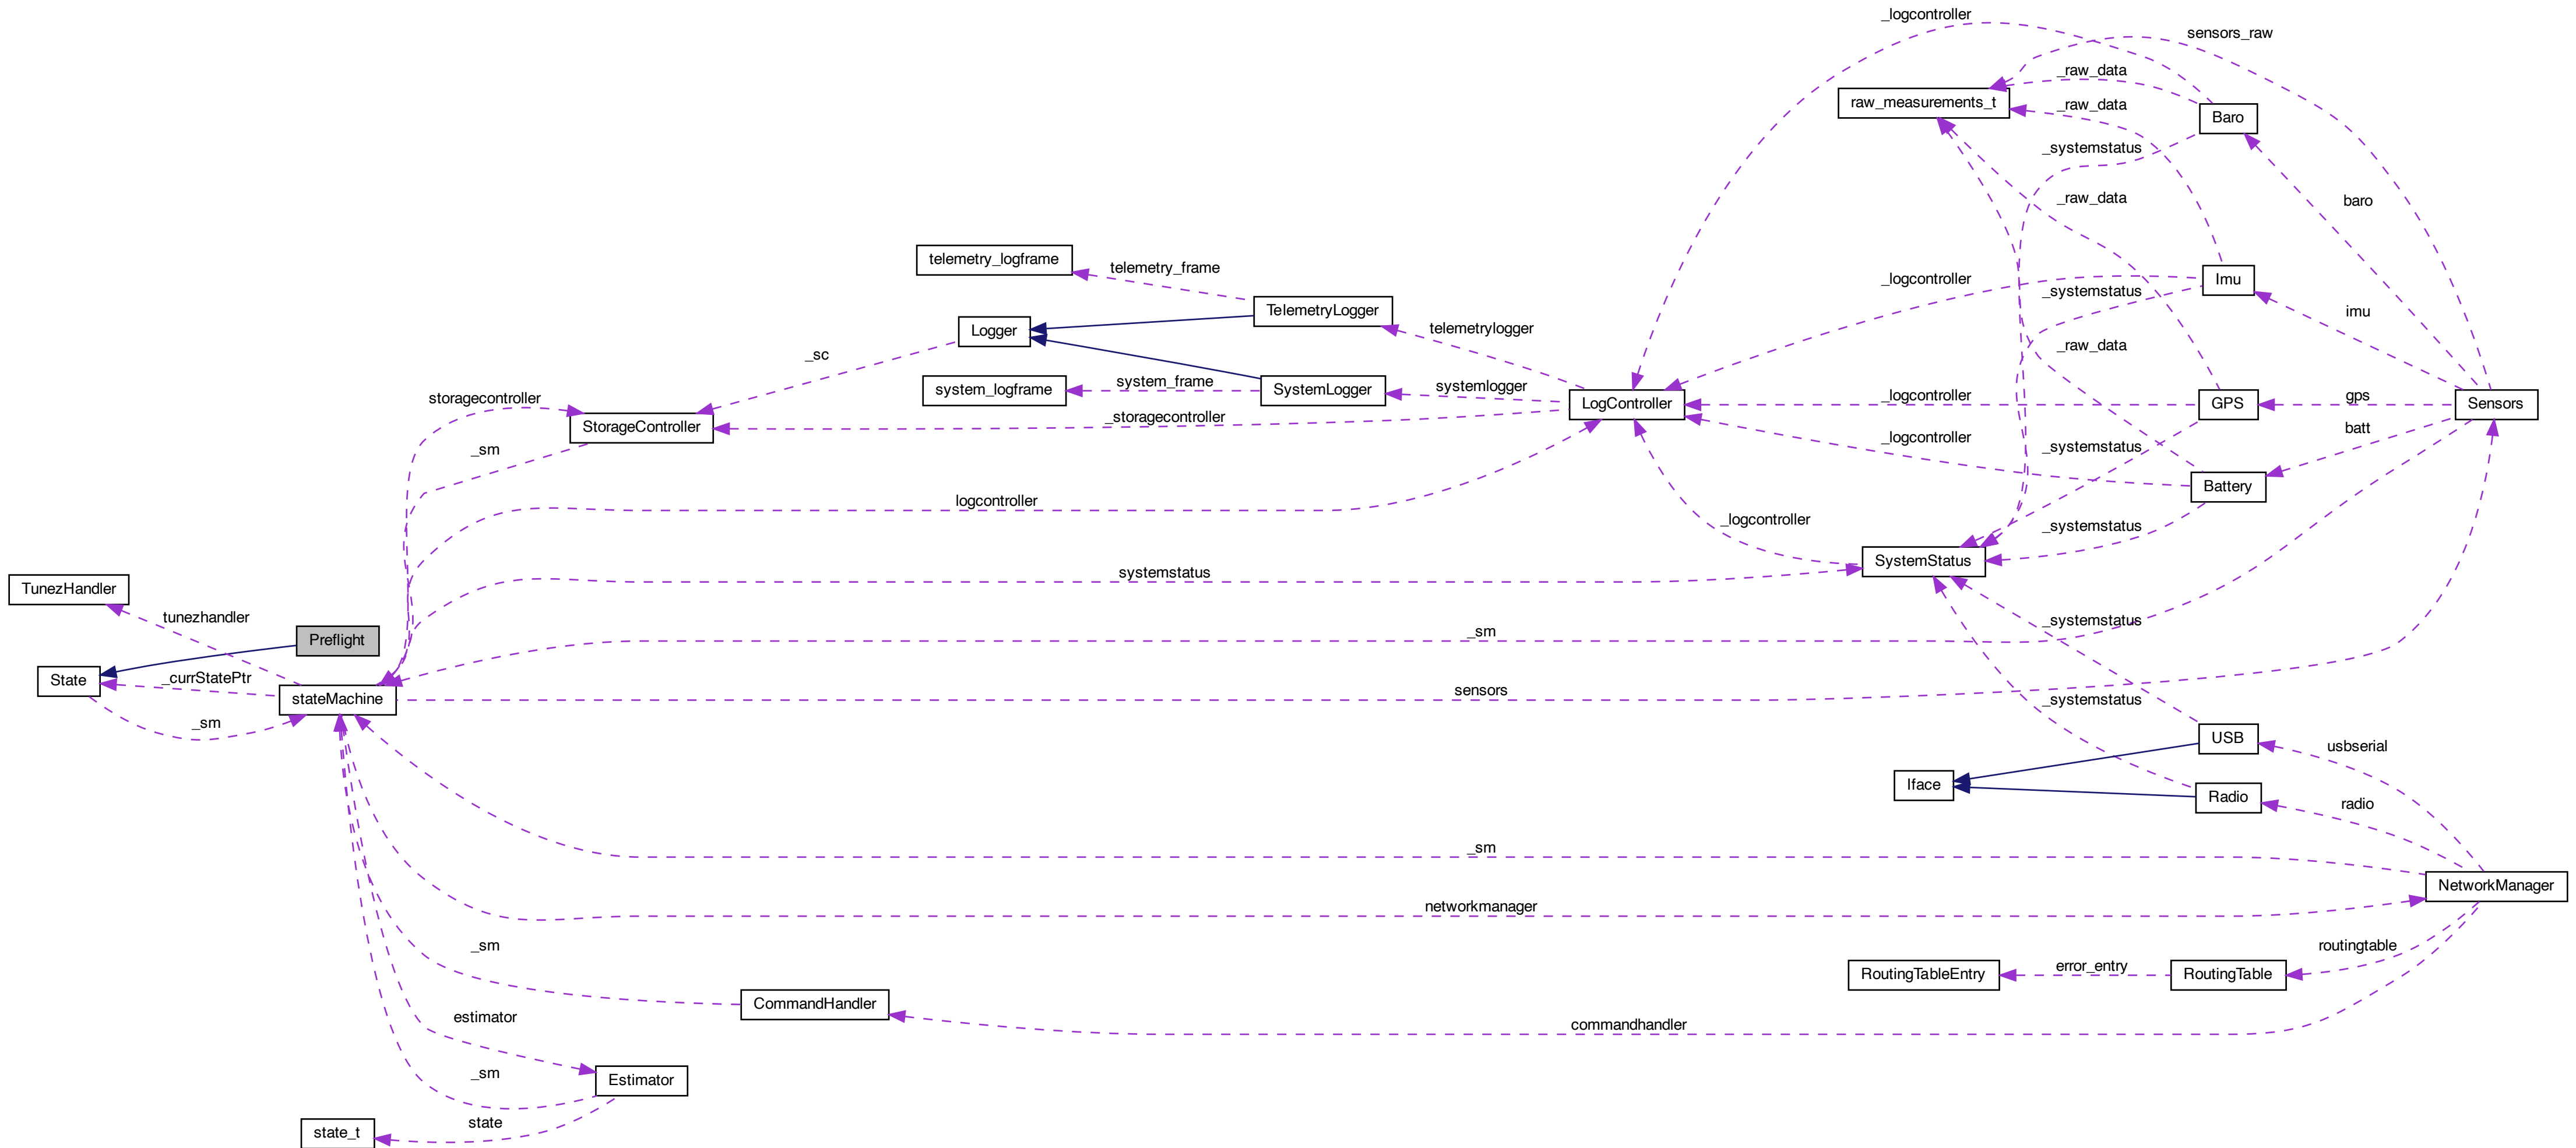 _logcontroller
sensors_raw
_raw_data
raw_measurements_t
_raw_data
Baro
_systemstatus
_raw_data
baro
telemetry_logframe
telemetry_frame
_logcontroller
Imu
_systemstatus
TelemetryLogger
imu
Logger
telemetrylogger
_raw_data
_sc
system_logframe
system_frame
SystemLogger
systemlogger
storagecontroller
_storagecontroller
LogController
_logcontroller
GPS
gps
Sensors
StorageController
batt
_logcontroller
_sm
_systemstatus
Battery
logcontroller
_logcontroller
_systemstatus
systemstatus
SystemStatus
TunezHandler
tunezhandler
_systemstatus
Preflight
_sm
State
_currStatePtr
stateMachine
sensors
_systemstatus
_sm
USB
usbserial
Iface
Radio
radio
_sm
NetworkManager
networkmanager
_sm
routingtable
RoutingTableEntry
error_entry
RoutingTable
CommandHandler
estimator
commandhandler
_sm
Estimator
state
state_t